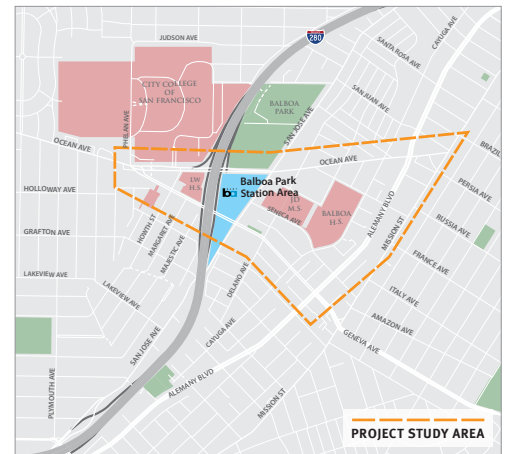 JUDSON AVE
280
CAYUGA AVE
SANTA ROSA AVE
CITY COLLEGE
OF
SAN FRANCISCO
PHELAN AVE
BALBOA
PARK
SAN JUAN AVE
SAN JOSE AVE
OCEAN AVE
OCEAN AVE
BRAZIL
LW
H.S.
ba
Balboa Park
Station Area
HOLLOWAY AVE
JD
M.S.
SENECA AVE
BALBOA
H.S.
ALEMANY BLVD
MISSION ST
PERSIA AVE
RUSSIA AVE
HOWTH ST
MARGARET AVE
MAJESTIC AVE
GRAFTON AVE
FRANCE AVE
LAKEVIEW AVE
LAKEVIEW AVE
DELANO AVE
ITALY AVE
AMAZON AVE
SAN JOSE AVE
CAYUGA AVE
GENEVA AVE
PLYMOUTH AVE
ALEMANY BLVD
MISSION ST
PROJECT STUDY AREA